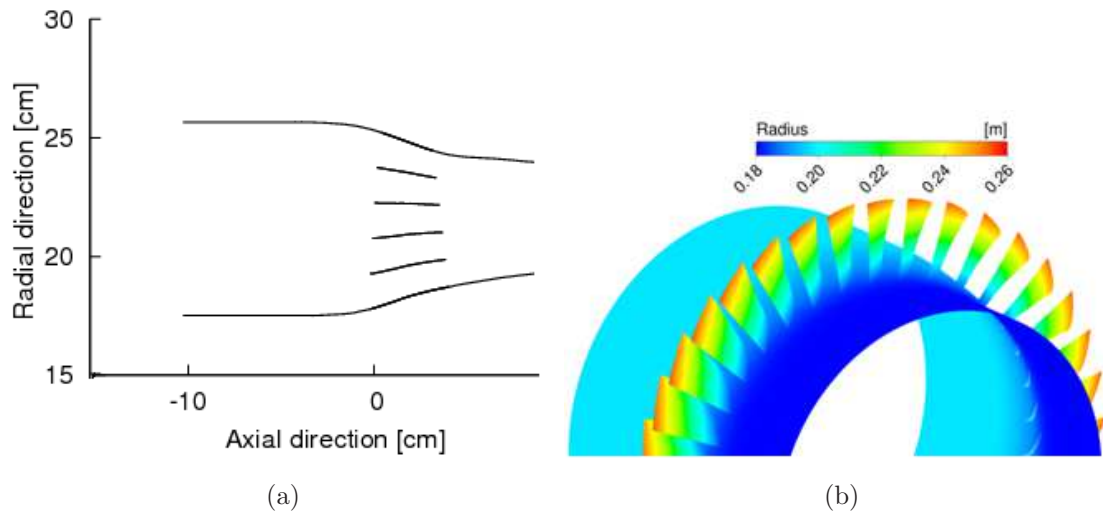 30
25
20
15
Radial direction [cm]
-10
0
Axial direction [cm]
(a)
Radius
[m]
0.18
0.20
0.22
0.24
0.26
(b)